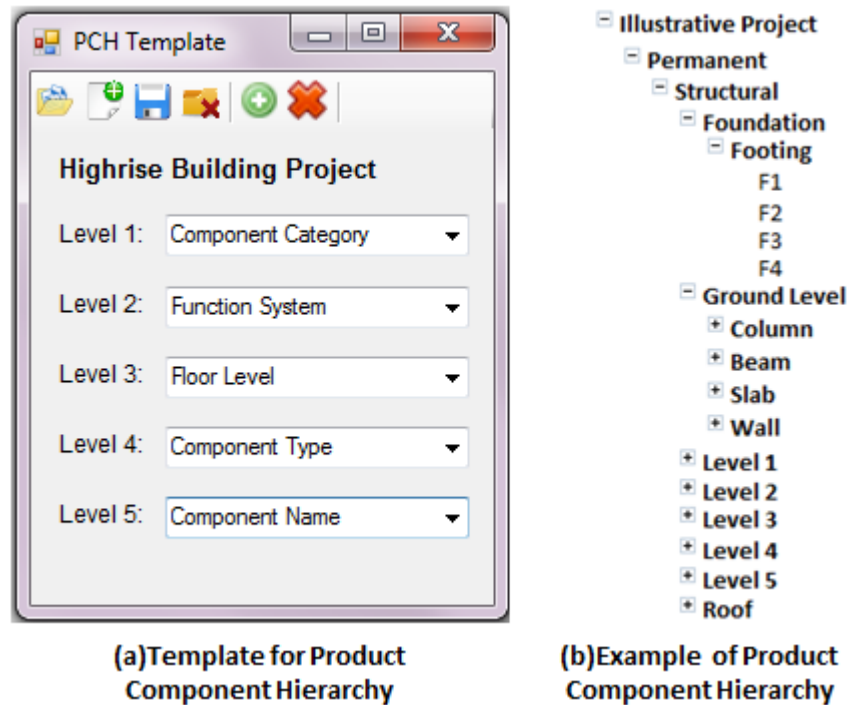 PCH Template
Highrise Building Project
Level 1: Component Category
Level 2: Function System
Level 3: Floor Level
Level 4: Component Type
Level 5: Component Name
(a)Template for Product
Component Hierarchy
Illustrative Project
Permanent
Structural
Foundation
Footing
F1
F2
F3
F4
Ground Level
Column
Beam
Slab
Wall
Level 1
Level 2
Level 3
Level 4
Level 5
Roof
(b)Example of Product
Component Hierarchy